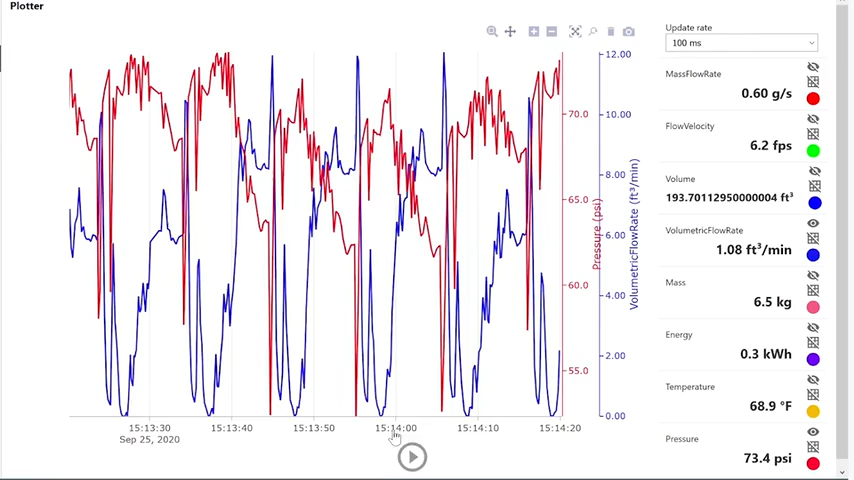 Plotter
Update rate
100 ms
MassFlowRate
0.60 g/s
FlowVelocity
6.2 fps
Volume
193.70112950000004 ft³
VolumetricFlowRate
1.08 ft³/min
Mass
6.5 kg
Energy
0.3 kWh
Temperature
68.9 °F
Pressure
73.4 psi
70.0
65.0
60.0
55.0
Pressure (psi)
12.00
10.00
8.00
6.00
4.00
2.00
0.00
VolumetricFlowRate (ft³/min)
15:13:30 15:13:40 15:13:50 15:14:00 15:14:10 15:14:20
Sep 25, 2020